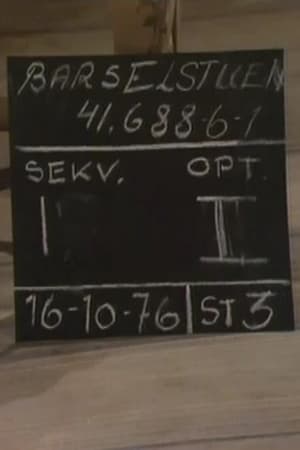 BARSELSTUEN
41.688-6-1
SEKV. OPT.
I II
16-10-76 ST 3